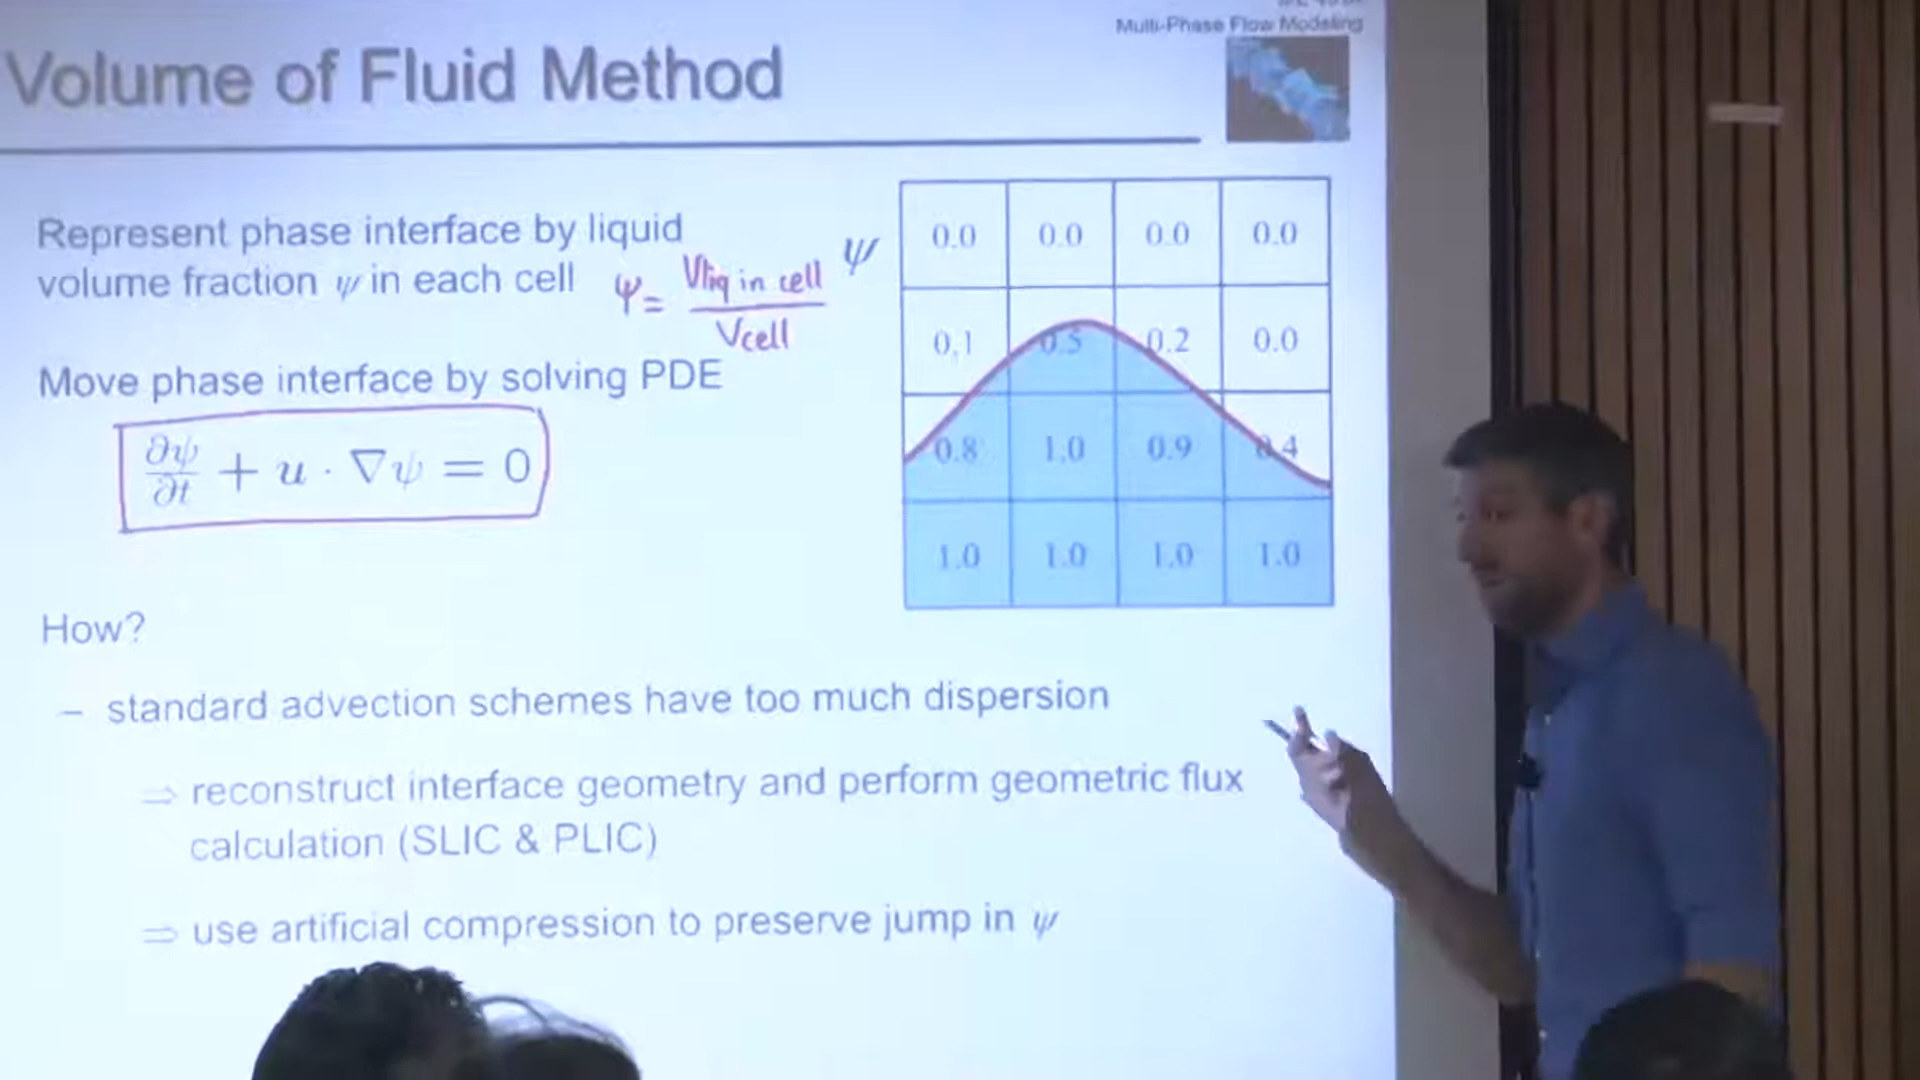 Multi-Phase Flow Modeling
Volume of Fluid Method
Represent phase interface by liquid
volume fraction ψ in each cell
ψ = Vliq in cell / Vcell
ψ
0.0 0.0 0.0 0.0
0.1 0.5 0.2 0.0
0.8 1.0 0.9 0.4
1.0 1.0 1.0 1.0
Move phase interface by solving PDE
∂ψ/∂t + u · ∇ψ = 0
How?
– standard advection schemes have too much dispersion
⇒ reconstruct interface geometry and perform geometric flux
calculation (SLIC & PLIC)
⇒ use artificial compression to preserve jump in ψ